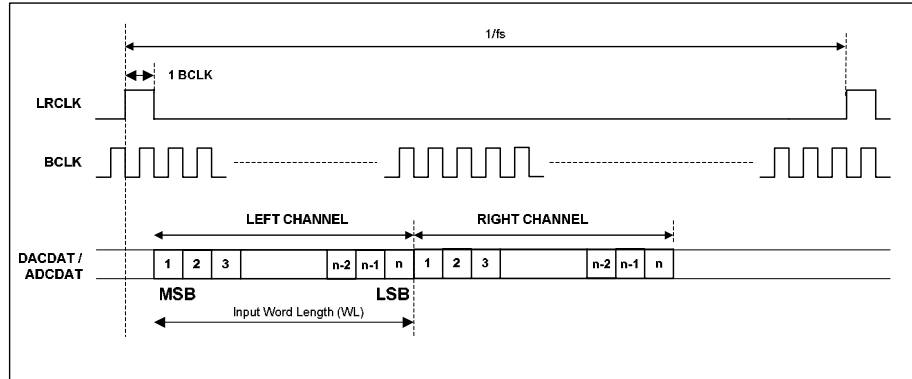 1/fs
1 BCLK
LRCLK
BCLK
LEFT CHANNEL
RIGHT CHANNEL
DACDAT /
ADCDAT
1 2 3 n-2 n-1 n 1 2 3 n-2 n-1 n
MSB
LSB
Input Word Length (WL)